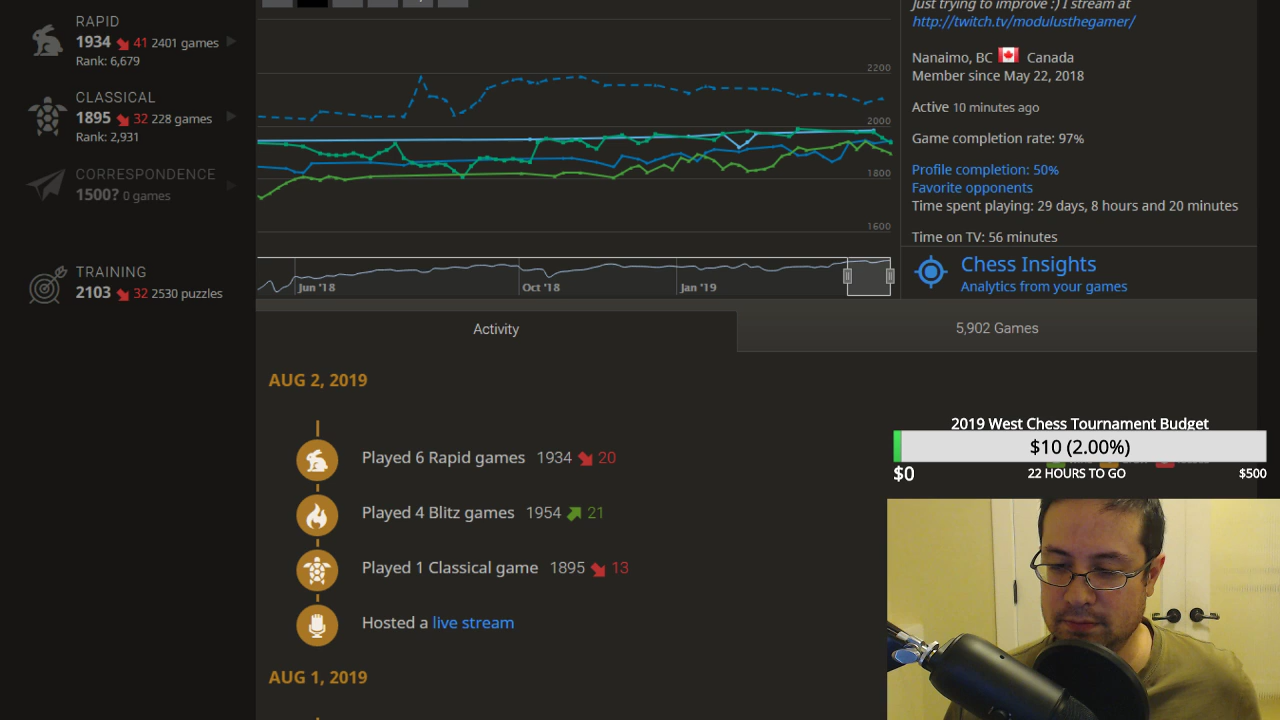 RAPID
1934 41 2401 games
Rank: 6,679
CLASSICAL
1895 32 228 games
Rank: 2,931
CORRESPONDENCE
1500? 0 games
TRAINING
2103 32 2530 puzzles
2200
2000
1800
1600
Jun '18
Oct '18
Jan '19
Just trying to improve :) I stream at
http://twitch.tv/modulusthegamer/
Nanaimo, BC Canada
Member since May 22, 2018
Active 10 minutes ago
Game completion rate: 97%
Profile completion: 50%
Favorite opponents
Time spent playing: 29 days, 8 hours and 20 minutes
Time on TV: 56 minutes
Chess Insights
Analytics from your games
Activity
5,902 Games
AUG 2, 2019
Played 6 Rapid games 1934 20
Played 4 Blitz games 1954 21
Played 1 Classical game 1895 13
Hosted a live stream
AUG 1, 2019
2019 West Chess Tournament Budget
$10 (2.00%)
$0
22 HOURS TO GO
$500